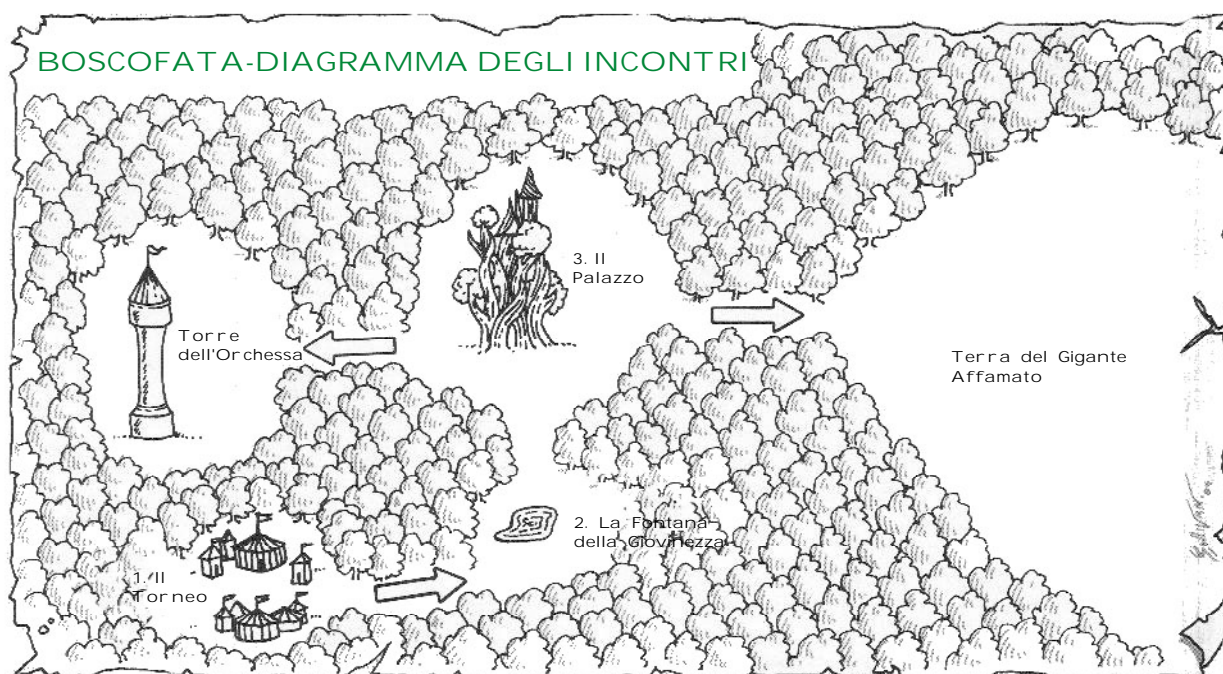 BOSCOFATA-DIAGRAMMA DEGLI INCONTRI
3. Il
Palazzo
Torre
dell'Orchessa
Terra del Gigante
Affamato
2. La Fontana
della Giovinezza
1. Il
Torneo